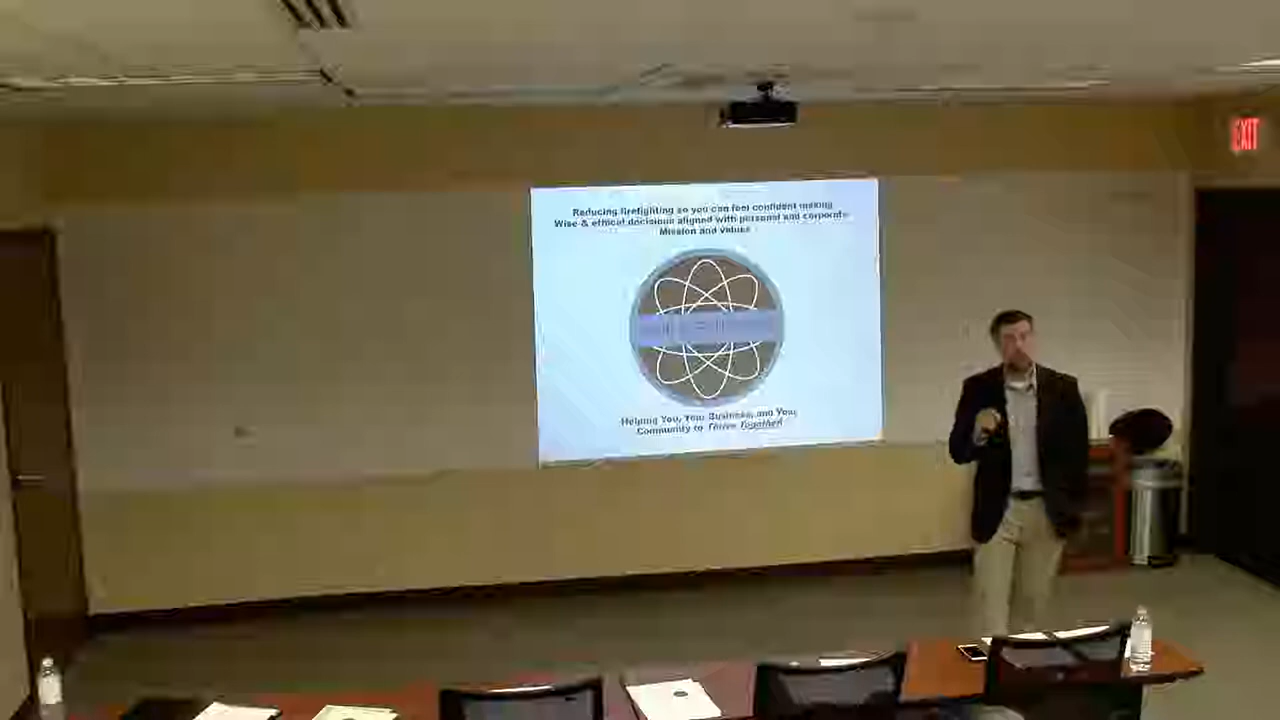 Reducing firefighting so you can feel confident making
Wise & ethical decisions aligned with personal and corporate
Mission and values
Helping You, Your Business, and Your
Community to Thrive Together!
EXIT